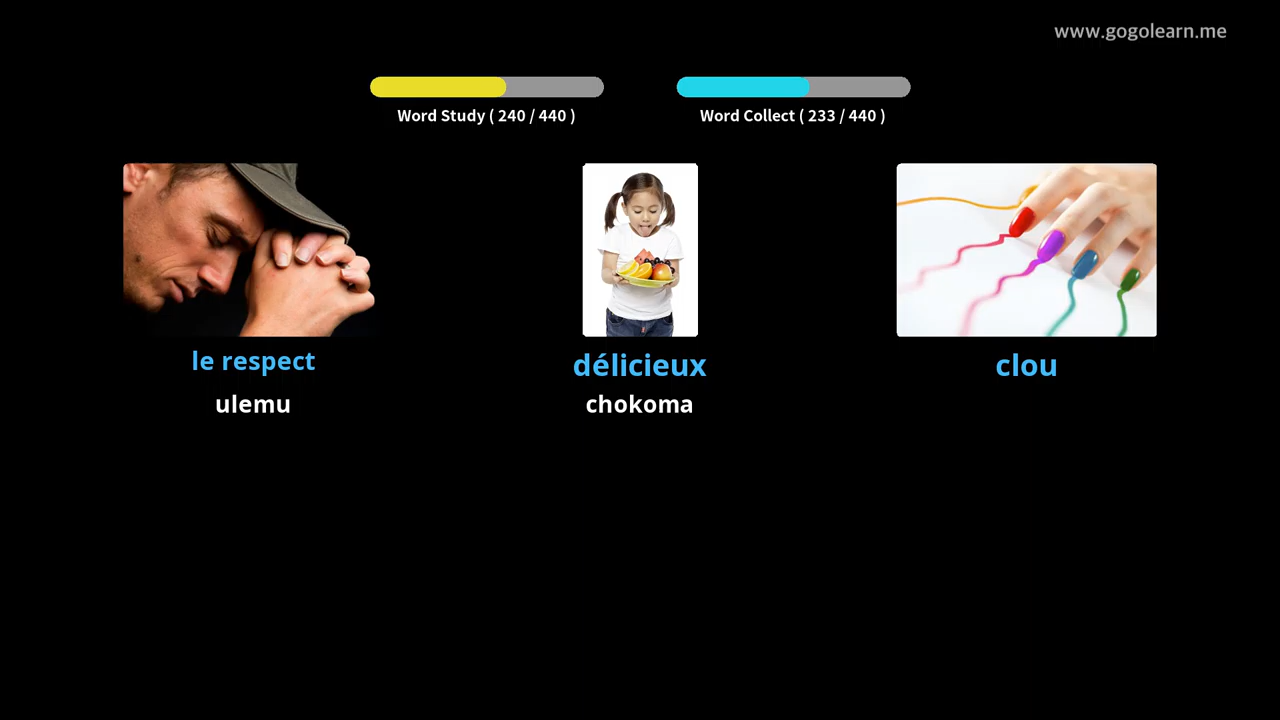 www.gogolearn.me
Word Study ( 240 / 440 )
Word Collect ( 233 / 440 )
le respect
délicieux
clou
ulemu
chokoma